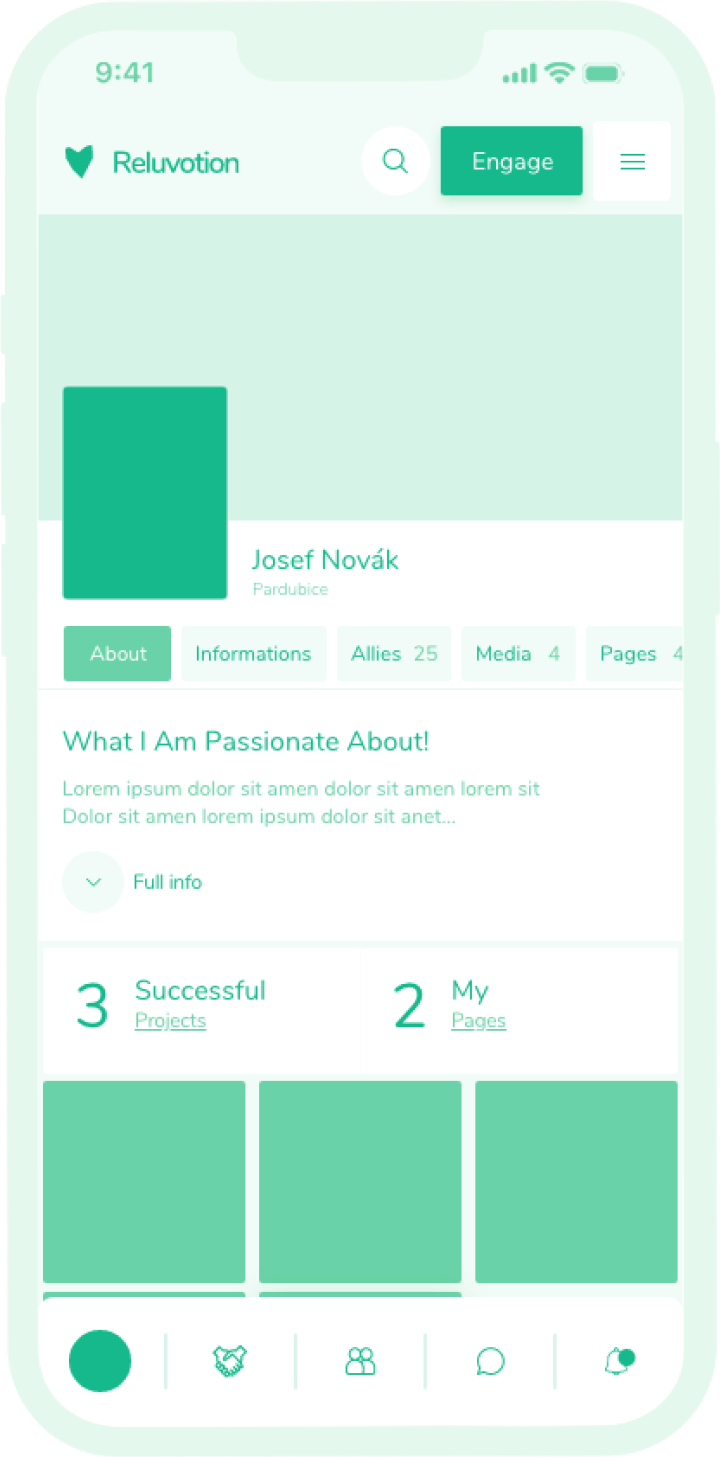 9:41
Reluvotion
Engage
Josef Novák
Pardubice
About Informations Allies 25 Media 4 Pages 4
What I Am Passionate About!
Lorem ipsum dolor sit amen dolor sit amen lorem sit
Dolor sit amen lorem ipsum dolor sit anet...
Full info
3 Successful
Projects
2 My
Pages